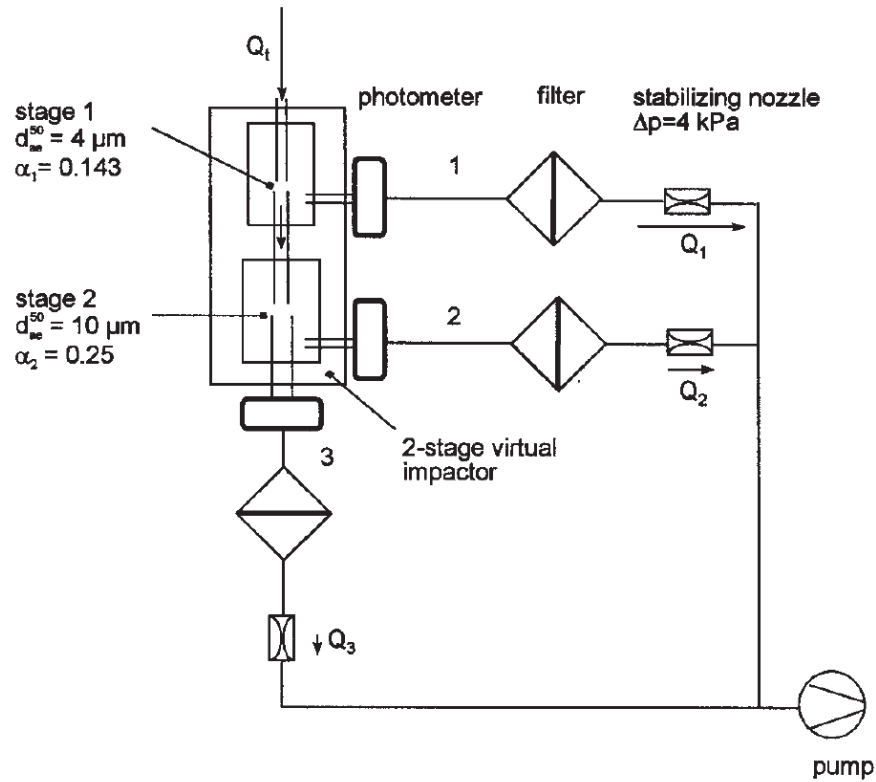 Qt
photometer
filter
stabilizing nozzle
Δp=4 kPa
stage 1
d⁵⁰ae = 4 µm
α₁= 0.143
1
Q₁
stage 2
d⁵⁰ae = 10 µm
α₂ = 0.25
2
Q₂
2-stage virtual
impactor
3
Q₃
pump